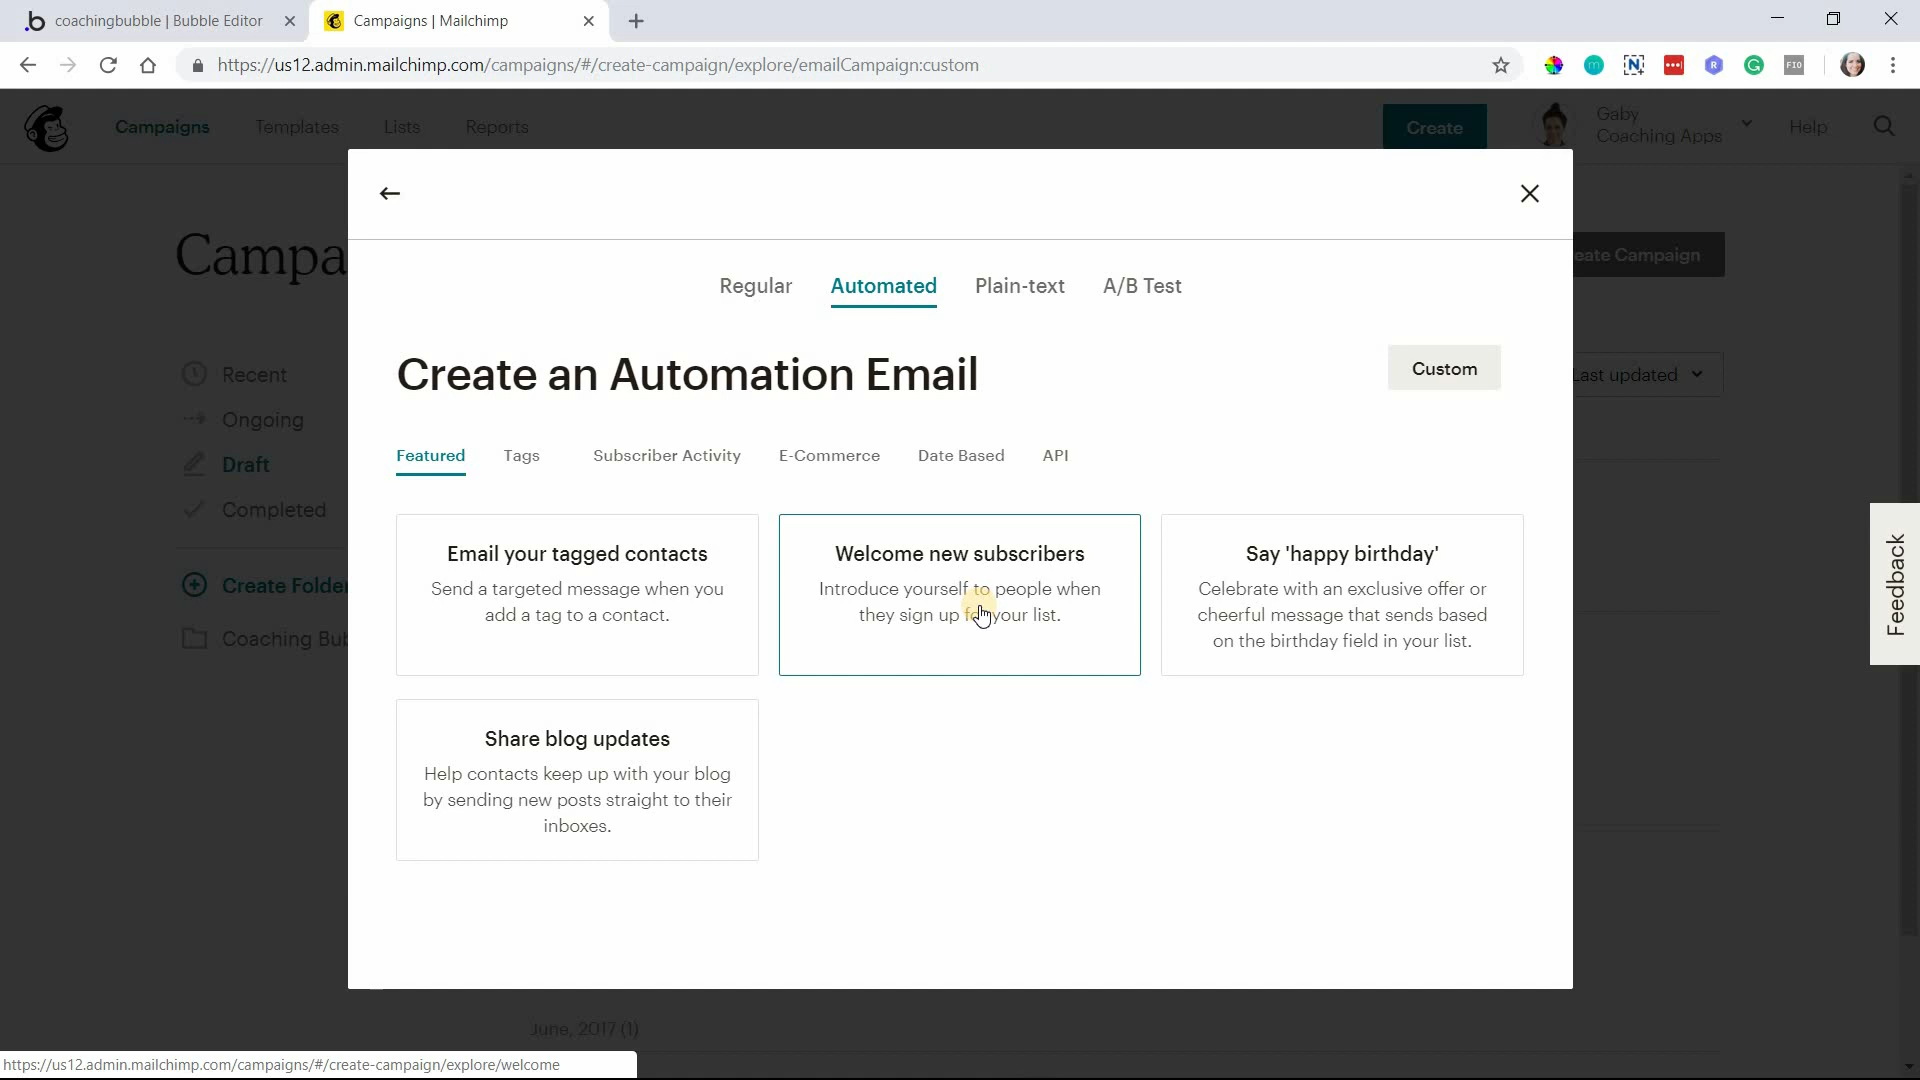 coachingbubble | Bubble Editor
Campaigns | Mailchimp
https://us12.admin.mailchimp.com/campaigns/#/create-campaign/explore/emailCampaign:custom
FIO
Campaigns
Templates
Lists
Reports
Create
Gaby
Coaching Apps
Help
Campa
eate Campaign
Recent
Ongoing
Draft
Completed
Create Folder
Coaching Bub
Last updated
Regular
Automated
Plain-text
A/B Test
Create an Automation Email
Custom
Featured
Tags
Subscriber Activity
E-Commerce
Date Based
API
Email your tagged contacts
Send a targeted message when you
add a tag to a contact.
Welcome new subscribers
Introduce yourself to people when
they sign up for your list.
Say 'happy birthday'
Celebrate with an exclusive offer or
cheerful message that sends based
on the birthday field in your list.
Share blog updates
Help contacts keep up with your blog
by sending new posts straight to their
inboxes.
Feedback
June, 2017 (1)
https://us12.admin.mailchimp.com/campaigns/#/create-campaign/explore/welcome